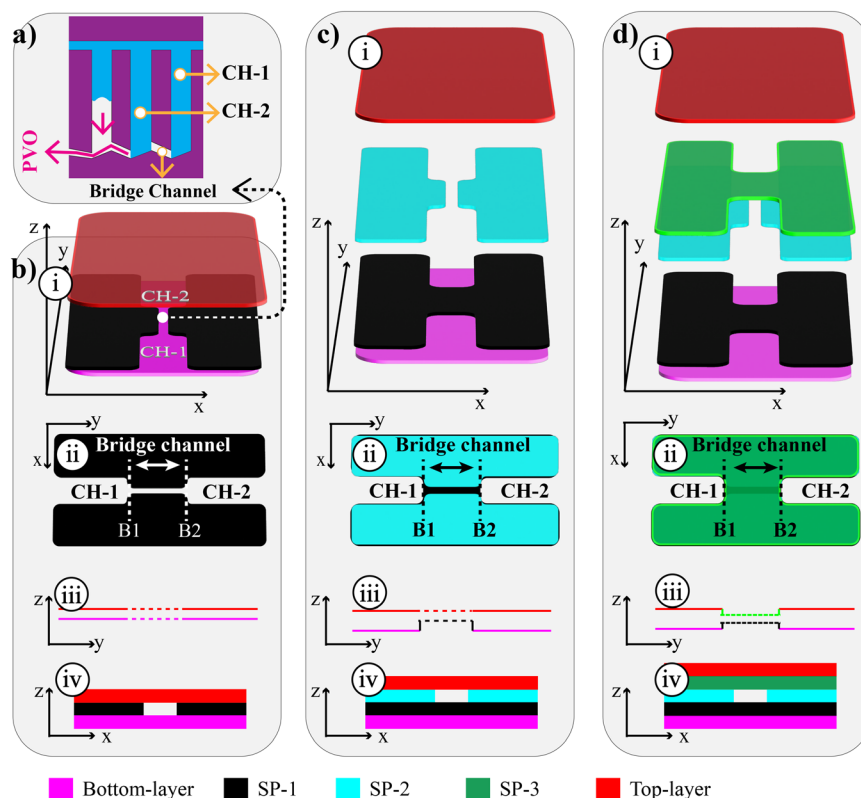 a)
CH-1
CH-2
PVO
Bridge Channel
b)
i
z
y
x
CH-2
CH-1
y
x
ii
Bridge channel
CH-1
CH-2
B1
B2
iii
z
y
iv
z
x
c)
i
z
y
x
y
x
ii
Bridge channel
CH-1
CH-2
B1
B2
iii
z
y
iv
z
x
d)
i
z
y
x
y
x
ii
Bridge channel
CH-1
CH-2
B1
B2
iii
z
y
iv
z
x
Bottom-layer
SP-1
SP-2
SP-3
Top-layer